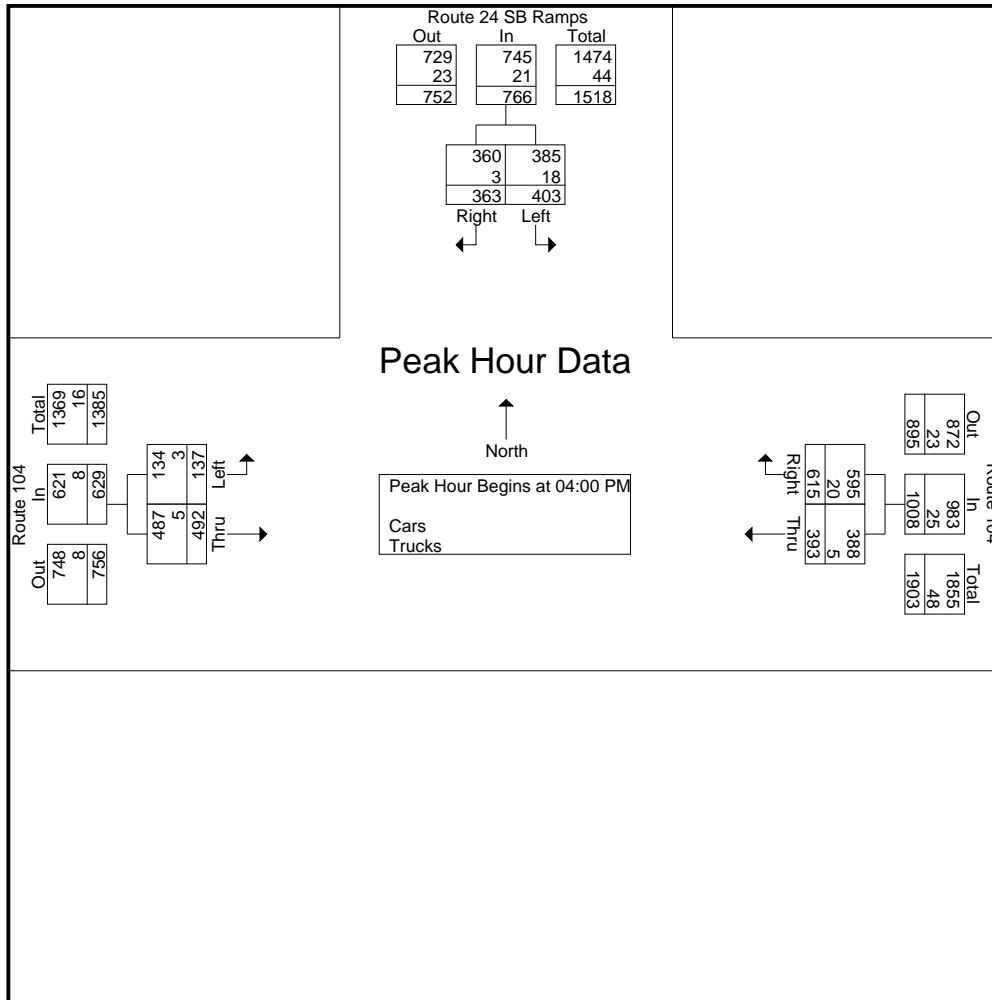 Route 24 SB Ramps
Out In Total
729 745 1474
23 21 44
752 766 1518
360 385
3 18
363 403
Right Left
Peak Hour Data
North
Peak Hour Begins at 04:00 PM
Cars
Trucks
Route 104
Total In Out
1369 621 748
16 8 8
1385 629 756
134 487
3 5
137 492
Left Thru
Route 104
Out In Total
872 983 1855
23 25 48
895 1008 1903
595 388
20 5
615 393
Right Thru